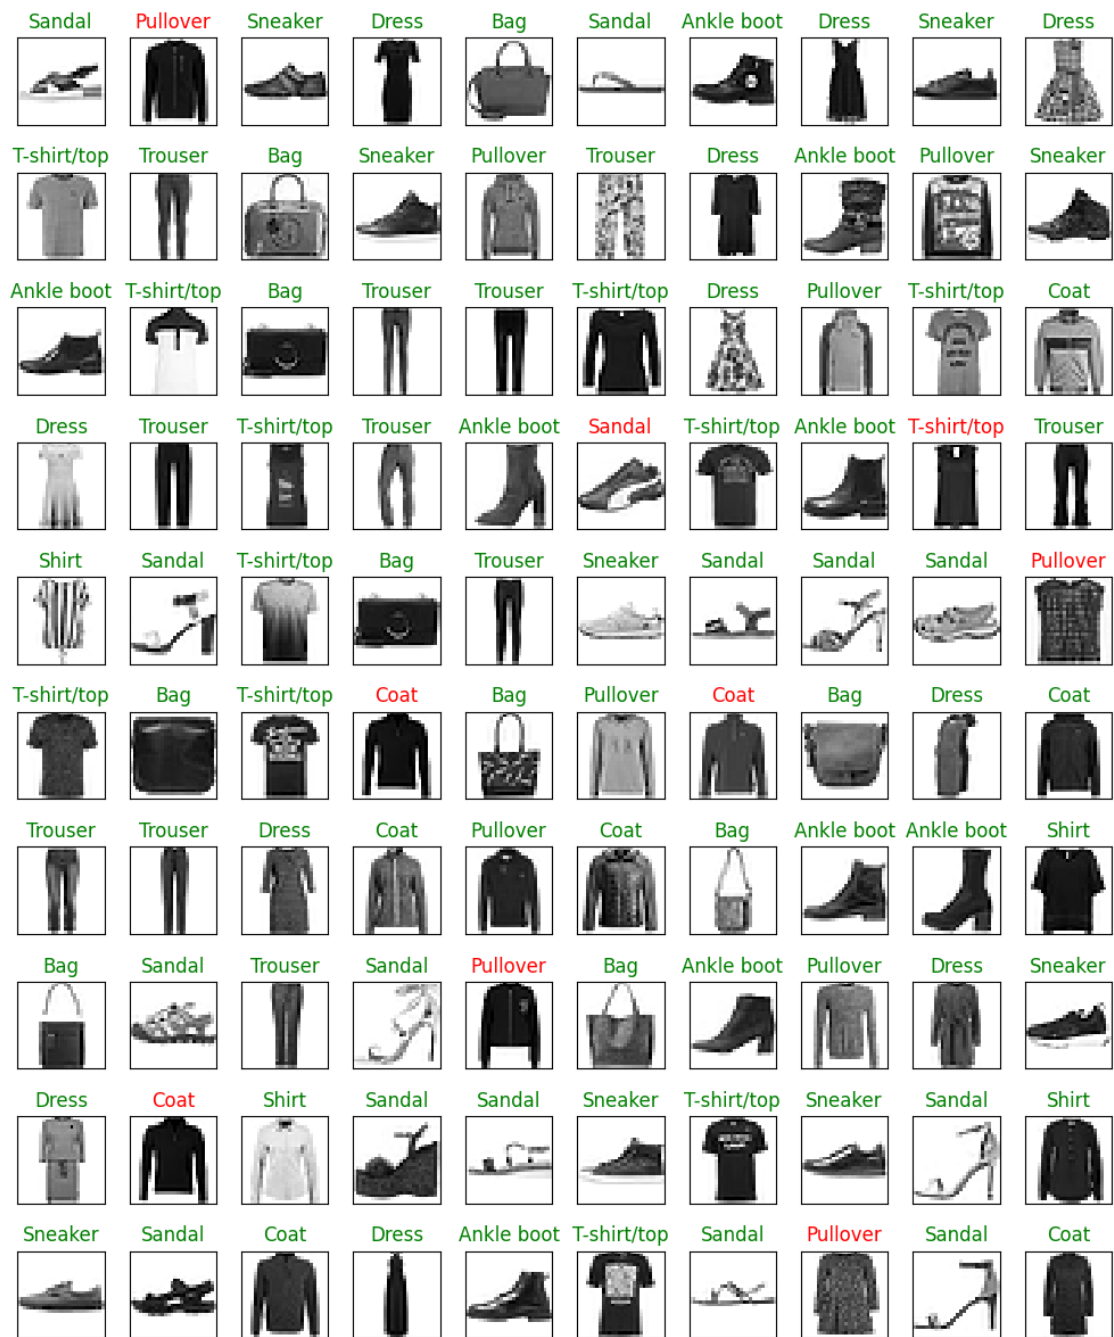 Sandal Pullover Sneaker Dress Bag Sandal Ankle boot Dress Sneaker Dress
T-shirt/top Trouser Bag Sneaker Pullover Trouser Dress Ankle boot Pullover Sneaker
Ankle boot T-shirt/top Bag Trouser Trouser T-shirt/top Dress Pullover T-shirt/top Coat
Dress Trouser T-shirt/top Trouser Ankle boot Sandal T-shirt/top Ankle boot T-shirt/top Trouser
Shirt Sandal T-shirt/top Bag Trouser Sneaker Sandal Sandal Sandal Pullover
T-shirt/top Bag T-shirt/top Coat Bag Pullover Coat Bag Dress Coat
Trouser Trouser Dress Coat Pullover Coat Bag Ankle boot Ankle boot Shirt
Bag Sandal Trouser Sandal Pullover Bag Ankle boot Pullover Dress Sneaker
Dress Coat Shirt Sandal Sandal Sneaker T-shirt/top Sneaker Sandal Shirt
Sneaker Sandal Coat Dress Ankle boot T-shirt/top Sandal Pullover Sandal Coat